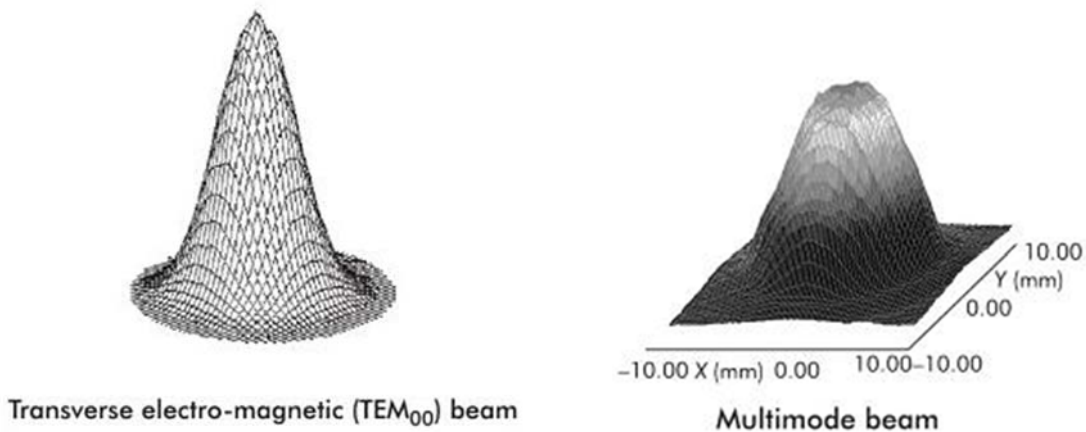 10.00
Y (mm)
0.00
–10.00 X (mm) 0.00 10.00–10.00
Transverse electro-magnetic (TEM₀₀) beam
Multimode beam